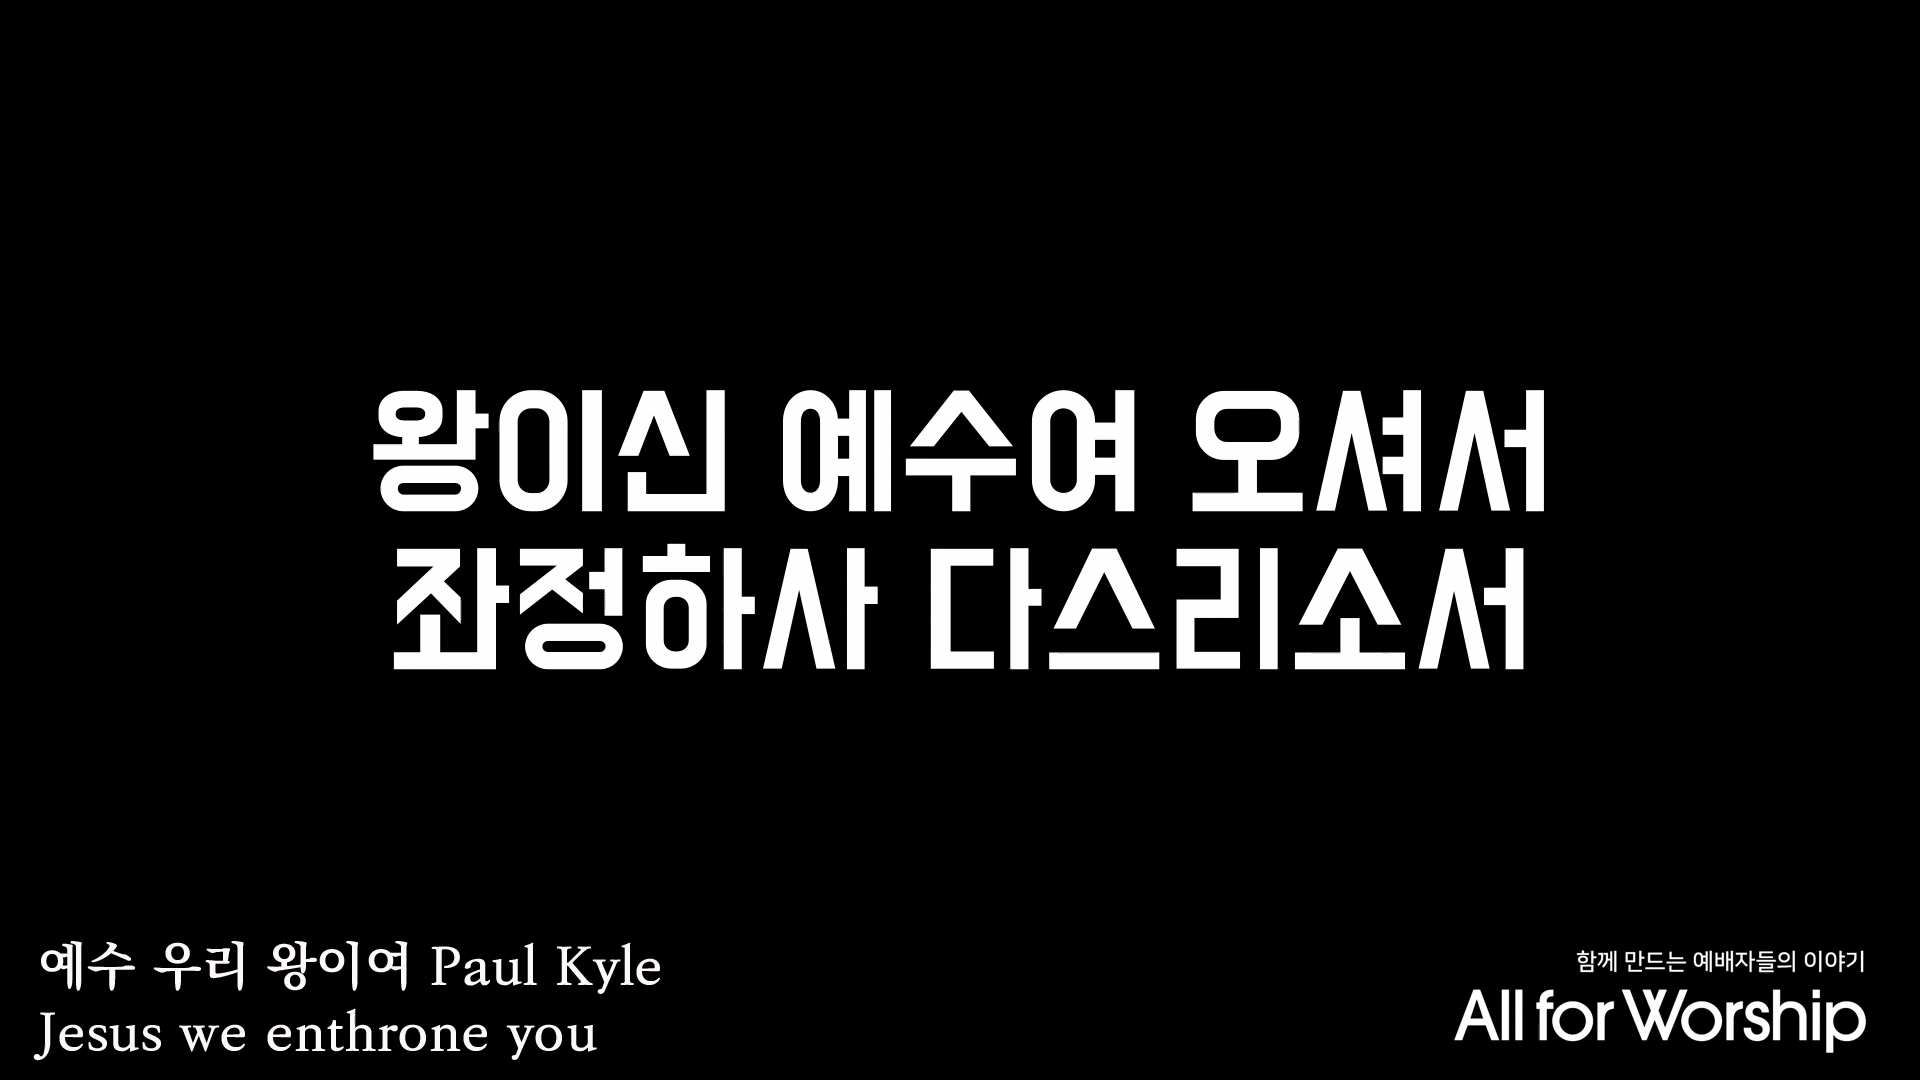 왕이신 예수여 오셔서
좌정하사 다스리소서
예수 우리 왕이여 Paul Kyle
Jesus we enthrone you
함께 만드는 예배자들의 이야기
All for Worship